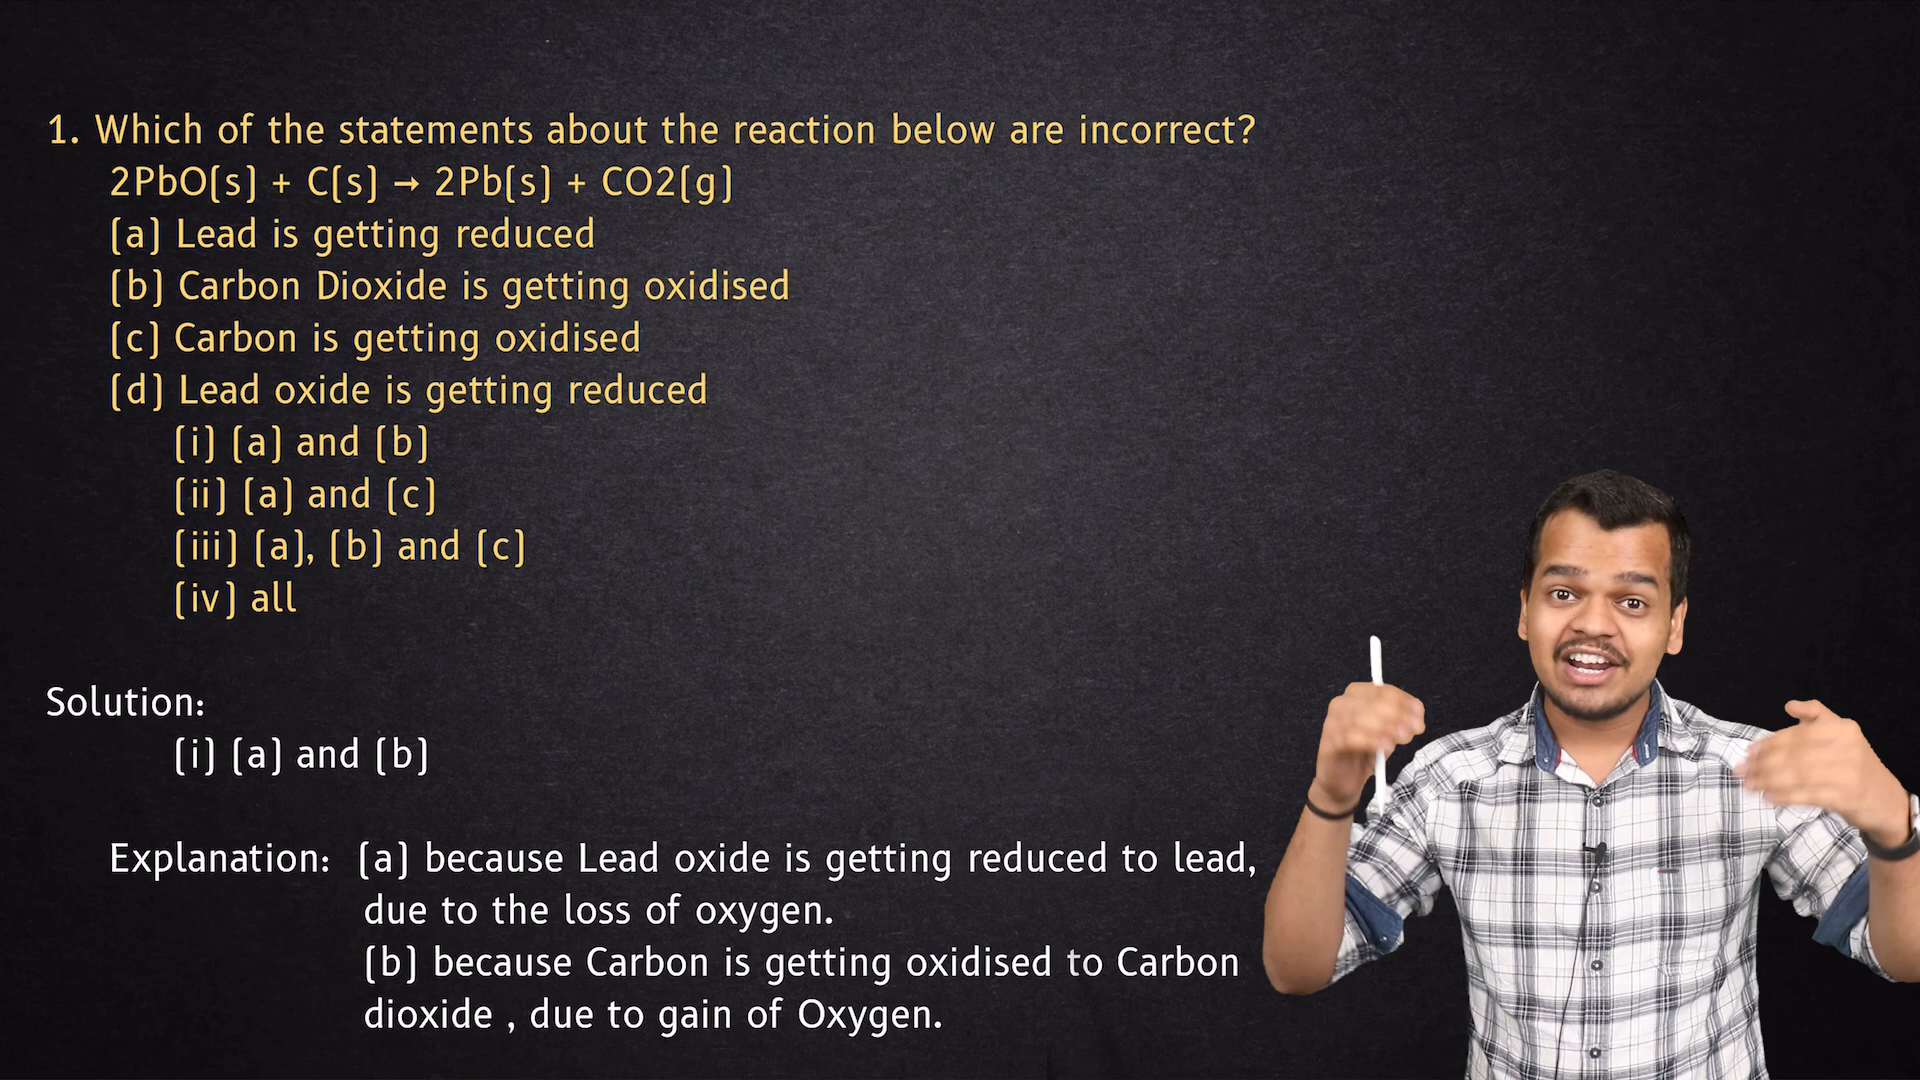 1. Which of the statements about the reaction below are incorrect?
2PbO(s) + C(s) → 2Pb(s) + CO2(g)
(a) Lead is getting reduced
(b) Carbon Dioxide is getting oxidised
(c) Carbon is getting oxidised
(d) Lead oxide is getting reduced
(i) (a) and (b)
(ii) (a) and (c)
(iii) (a), (b) and (c)
(iv) all
Solution:
(i) (a) and (b)
Explanation: (a) because Lead oxide is getting reduced to lead,
due to the loss of oxygen.
(b) because Carbon is getting oxidised to Carbon
dioxide , due to gain of Oxygen.